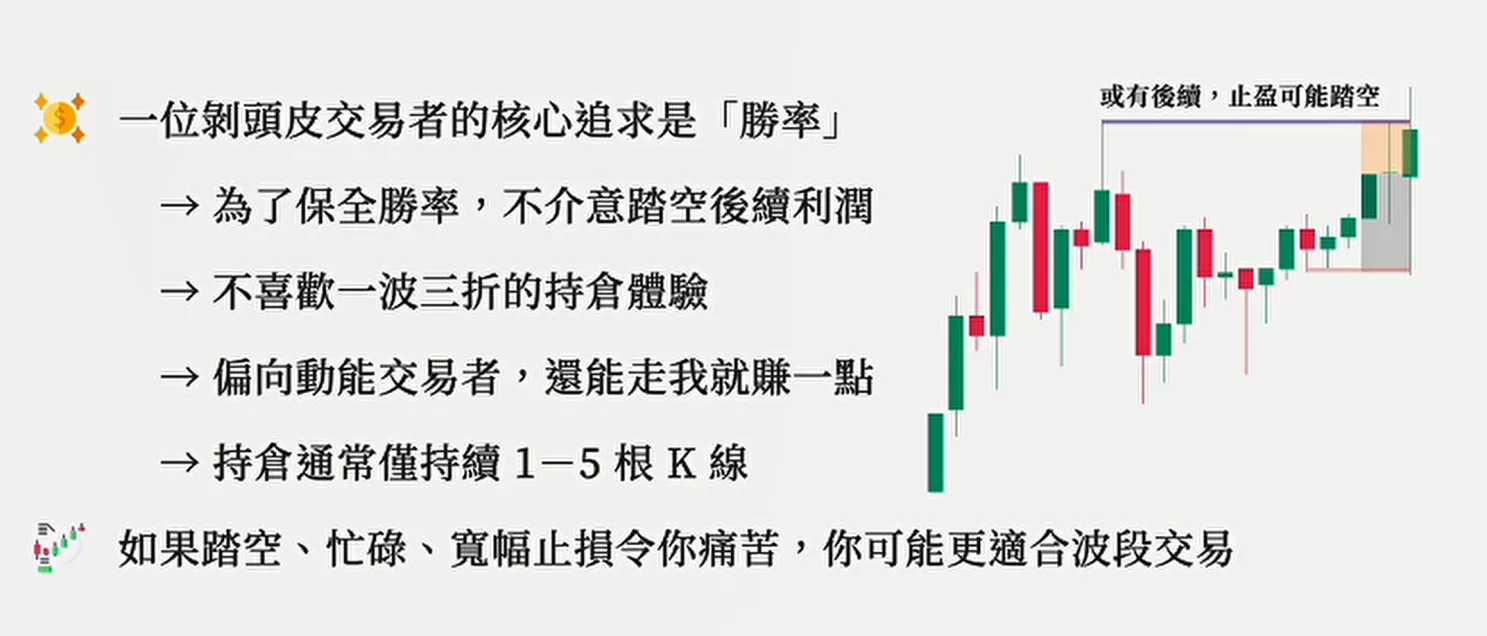 一位剝頭皮交易者的核心追求是「勝率」
→ 為了保全勝率，不介意踏空後續利潤
→ 不喜歡一波三折的持倉體驗
→ 偏向動能交易者，還能走我就賺一點
→ 持倉通常僅持續 1－5 根 K 線
如果踏空、忙碌、寬幅止損令你痛苦，你可能更適合波段交易
或有後續，止盈可能踏空